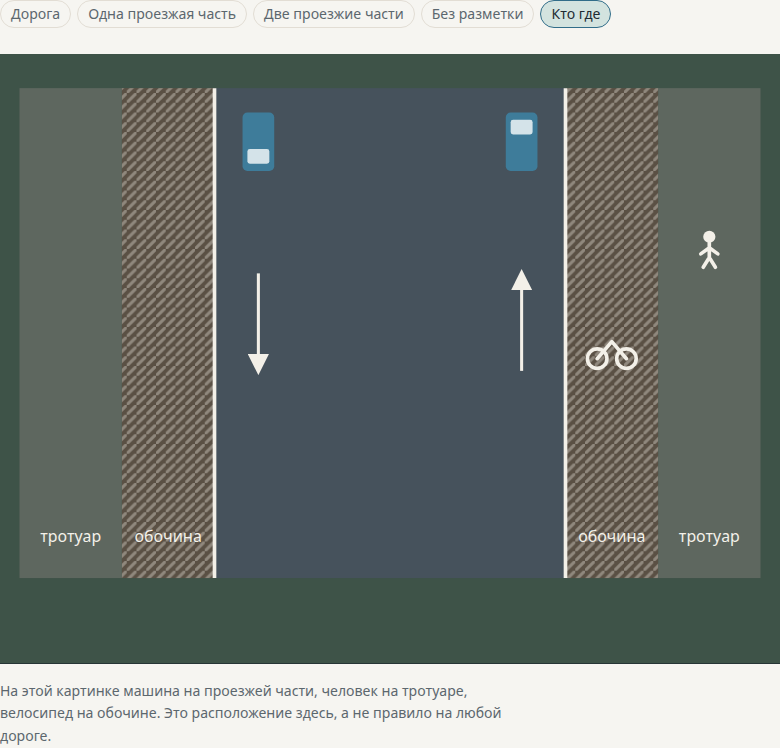 Дорога
Одна проезжая часть
Две проезжие части
Без разметки
Кто где
тротуар
обочина
обочина
тротуар
На этой картинке машина на проезжей части, человек на тротуаре,
велосипед на обочине. Это расположение здесь, а не правило на любой
дороге.